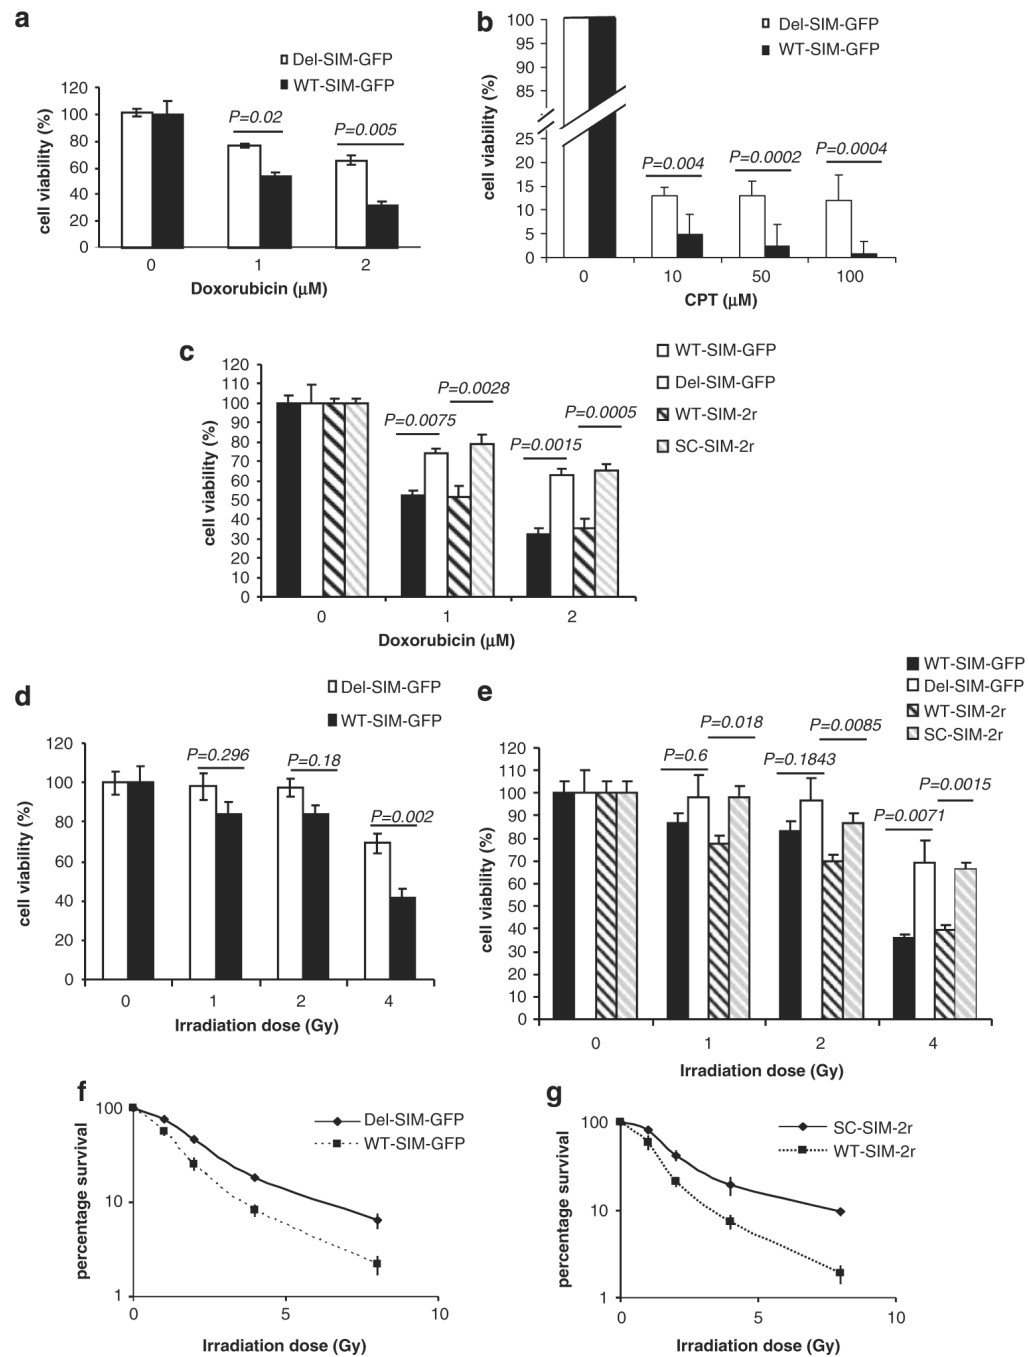 a
Del-SIM-GFP
WT-SIM-GFP
cell viability (%)
120
100
80
60
40
20
0
P=0.02
P=0.005
0 1 2
Doxorubicin (μM)
b
Del-SIM-GFP
WT-SIM-GFP
cell viability (%)
100
95
90
85
25
20
15
10
5
0
P=0.004
P=0.0002
P=0.0004
0 10 50 100
CPT (μM)
c
WT-SIM-GFP
Del-SIM-GFP
WT-SIM-2r
SC-SIM-2r
cell viability (%)
120
110
100
90
80
70
60
50
40
30
20
10
0
P=0.0075
P=0.0028
P=0.0015
P=0.0005
0 1 2
Doxorubicin (μM)
d
Del-SIM-GFP
WT-SIM-GFP
cell viability (%)
120
100
80
60
40
20
0
P=0.296
P=0.18
P=0.002
0 1 2 4
Irradiation dose (Gy)
e
WT-SIM-GFP
Del-SIM-GFP
WT-SIM-2r
SC-SIM-2r
cell viability (%)
120
110
100
90
80
70
60
50
40
30
20
10
0
P=0.6
P=0.018
P=0.1843
P=0.0085
P=0.0071
P=0.0015
0 1 2 4
Irradiation dose (Gy)
f
Del-SIM-GFP
WT-SIM-GFP
percentage survival
100
10
1
0 5 10
Irradiation dose (Gy)
g
SC-SIM-2r
WT-SIM-2r
percentage survival
100
10
1
0 5 10
Irradiation dose (Gy)